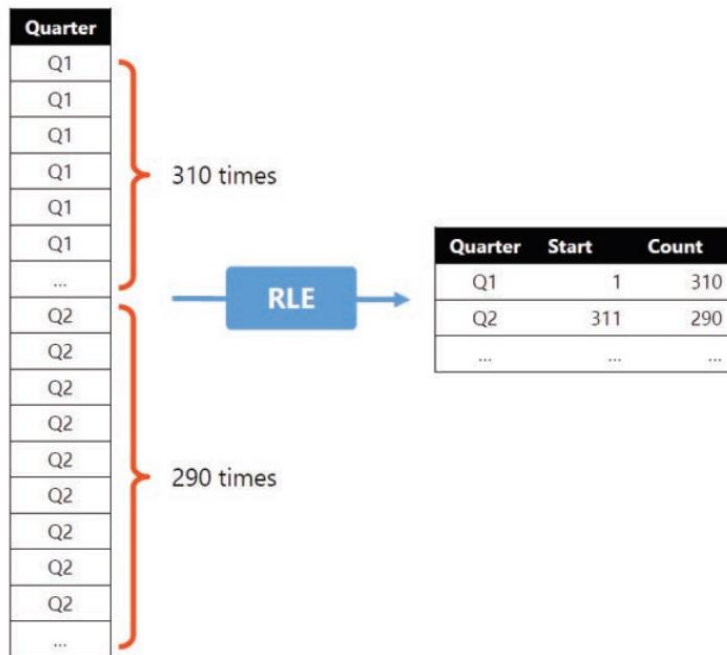 Quarter
Q1
Q1
Q1
Q1
Q1
Q1
...
Q2
Q2
Q2
Q2
Q2
Q2
Q2
Q2
Q2
...
310 times
290 times
RLE
Quarter Start Count
Q1 1 310
Q2 311 290
... ... ...